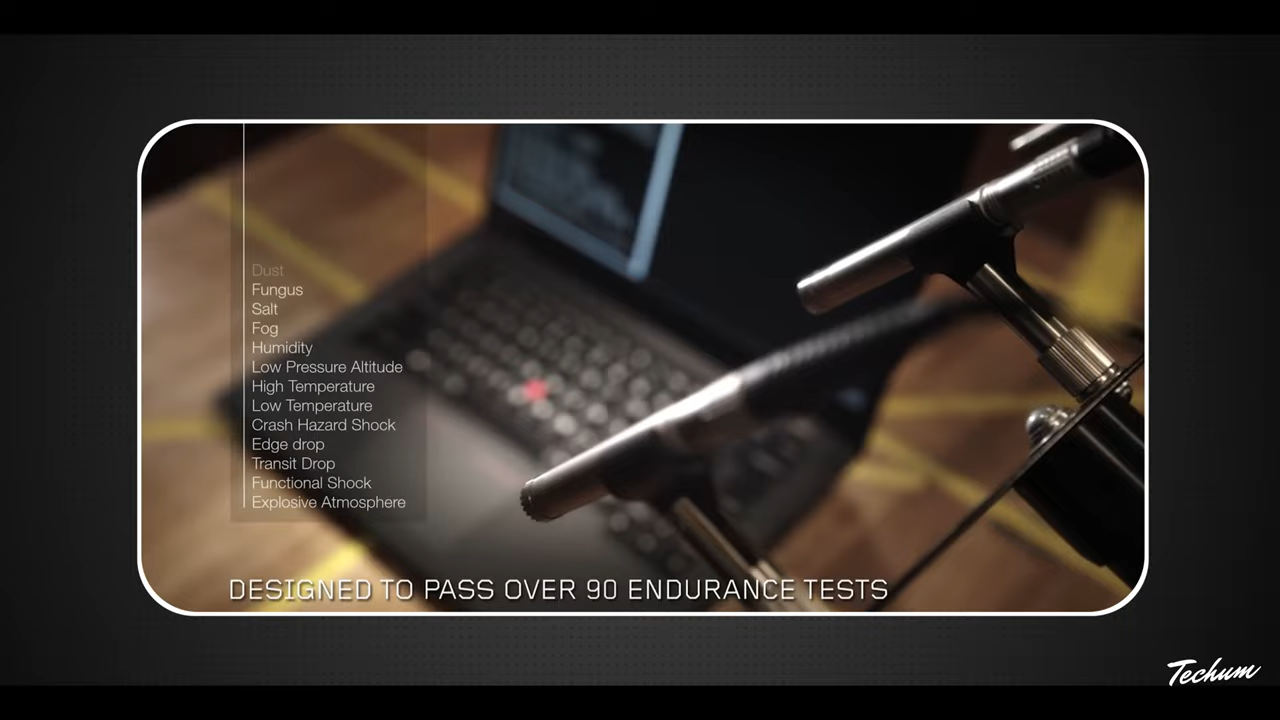 Dust
Fungus
Salt
Fog
Humidity
Low Pressure Altitude
High Temperature
Low Temperature
Crash Hazard Shock
Edge drop
Transit Drop
Functional Shock
Explosive Atmosphere
DESIGNED TO PASS OVER 90 ENDURANCE TESTS
Techum